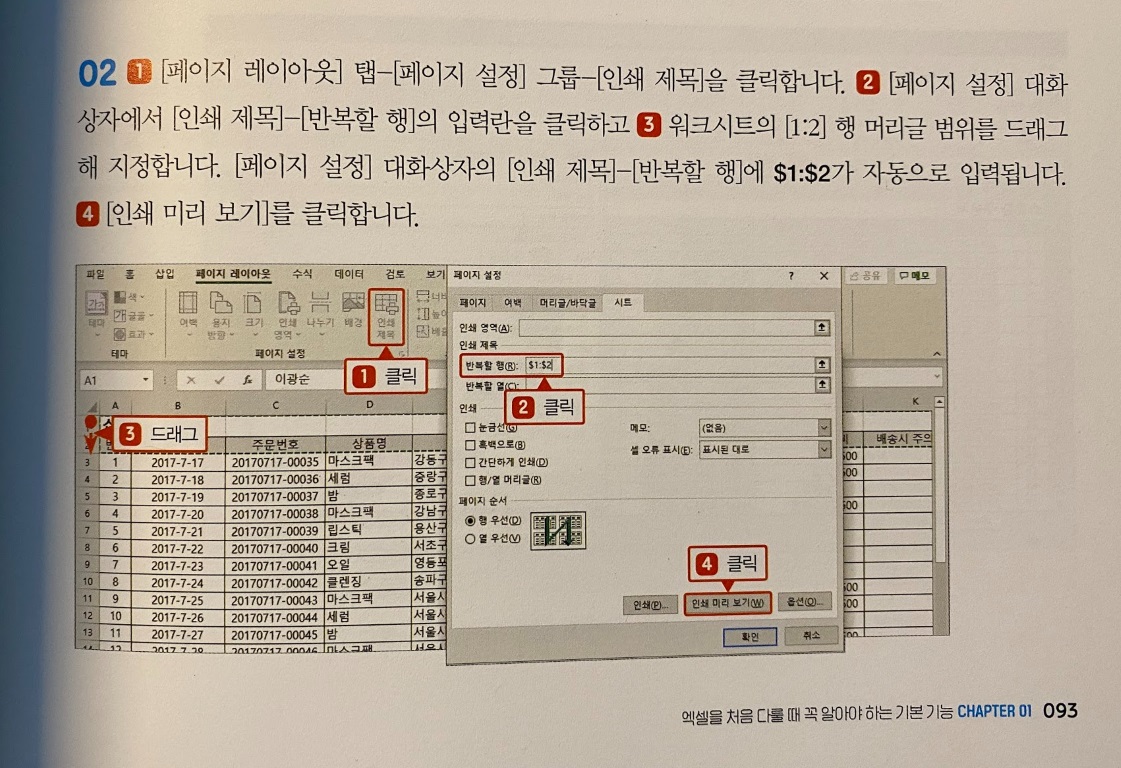 02 1 [페이지 레이아웃] 탭-[페이지 설정] 그룹-[인쇄 제목]을 클릭합니다. 2 [페이지 설정] 대화
상자에서 [인쇄 제목]-[반복할 행]의 입력란을 클릭하고 3 워크시트의 [1:2] 행 머리글 범위를 드래그
해 지정합니다. [페이지 설정] 대화상자의 [인쇄 제목]-[반복할 행]에 $1:$2가 자동으로 입력됩니다.
4 [인쇄 미리 보기]를 클릭합니다.
파일 홈 삽입 페이지 레이아웃 수식 데이터 검토 보기
공유 메모
테마 색 글꼴 효과
여백 용지 방향 크기 인쇄 영역 나누기 배경 인쇄 제목
테마 페이지 설정
1 클릭
A1 fx 이광순
A B C D K
3 드래그
주문번호 상품명 배송시 주의
3 1 2017-7-17 20170717-00035 마스크팩 강동구
4 2 2017-7-18 20170717-00036 세럼 중랑구
5 3 2017-7-19 20170717-00037 밤 종로구
6 4 2017-7-20 20170717-00038 마스크팩 강남구
7 5 2017-7-21 20170717-00039 립스틱 용산구
8 6 2017-7-22 20170717-00040 크림 서초구
9 7 2017-7-23 20170717-00041 오일 영등포
10 8 2017-7-24 20170717-00042 클렌징 송파구
11 9 2017-7-25 20170717-00043 마스크팩 서울시
12 10 2017-7-26 20170717-00044 세럼 서울시
13 11 2017-7-27 20170717-00045 밤 서울시
페이지 설정 ? ×
페이지 여백 머리글/바닥글 시트
인쇄 영역(A):
인쇄 제목
반복할 행(R): $1:$2
반복할 열(C):
2 클릭
인쇄
눈금선(G) 메모: (없음)
흑백으로(B) 셀 오류 표시(E): 표시된 대로
간단하게 인쇄(Q)
행/열 머리글(R)
페이지 순서
행 우선(D)
열 우선(V)
4 클릭
인쇄(P)... 인쇄 미리 보기(W) 옵션(O)...
확인 취소
엑셀을 처음 다룰 때 꼭 알아야 하는 기본 기능 CHAPTER 01 093